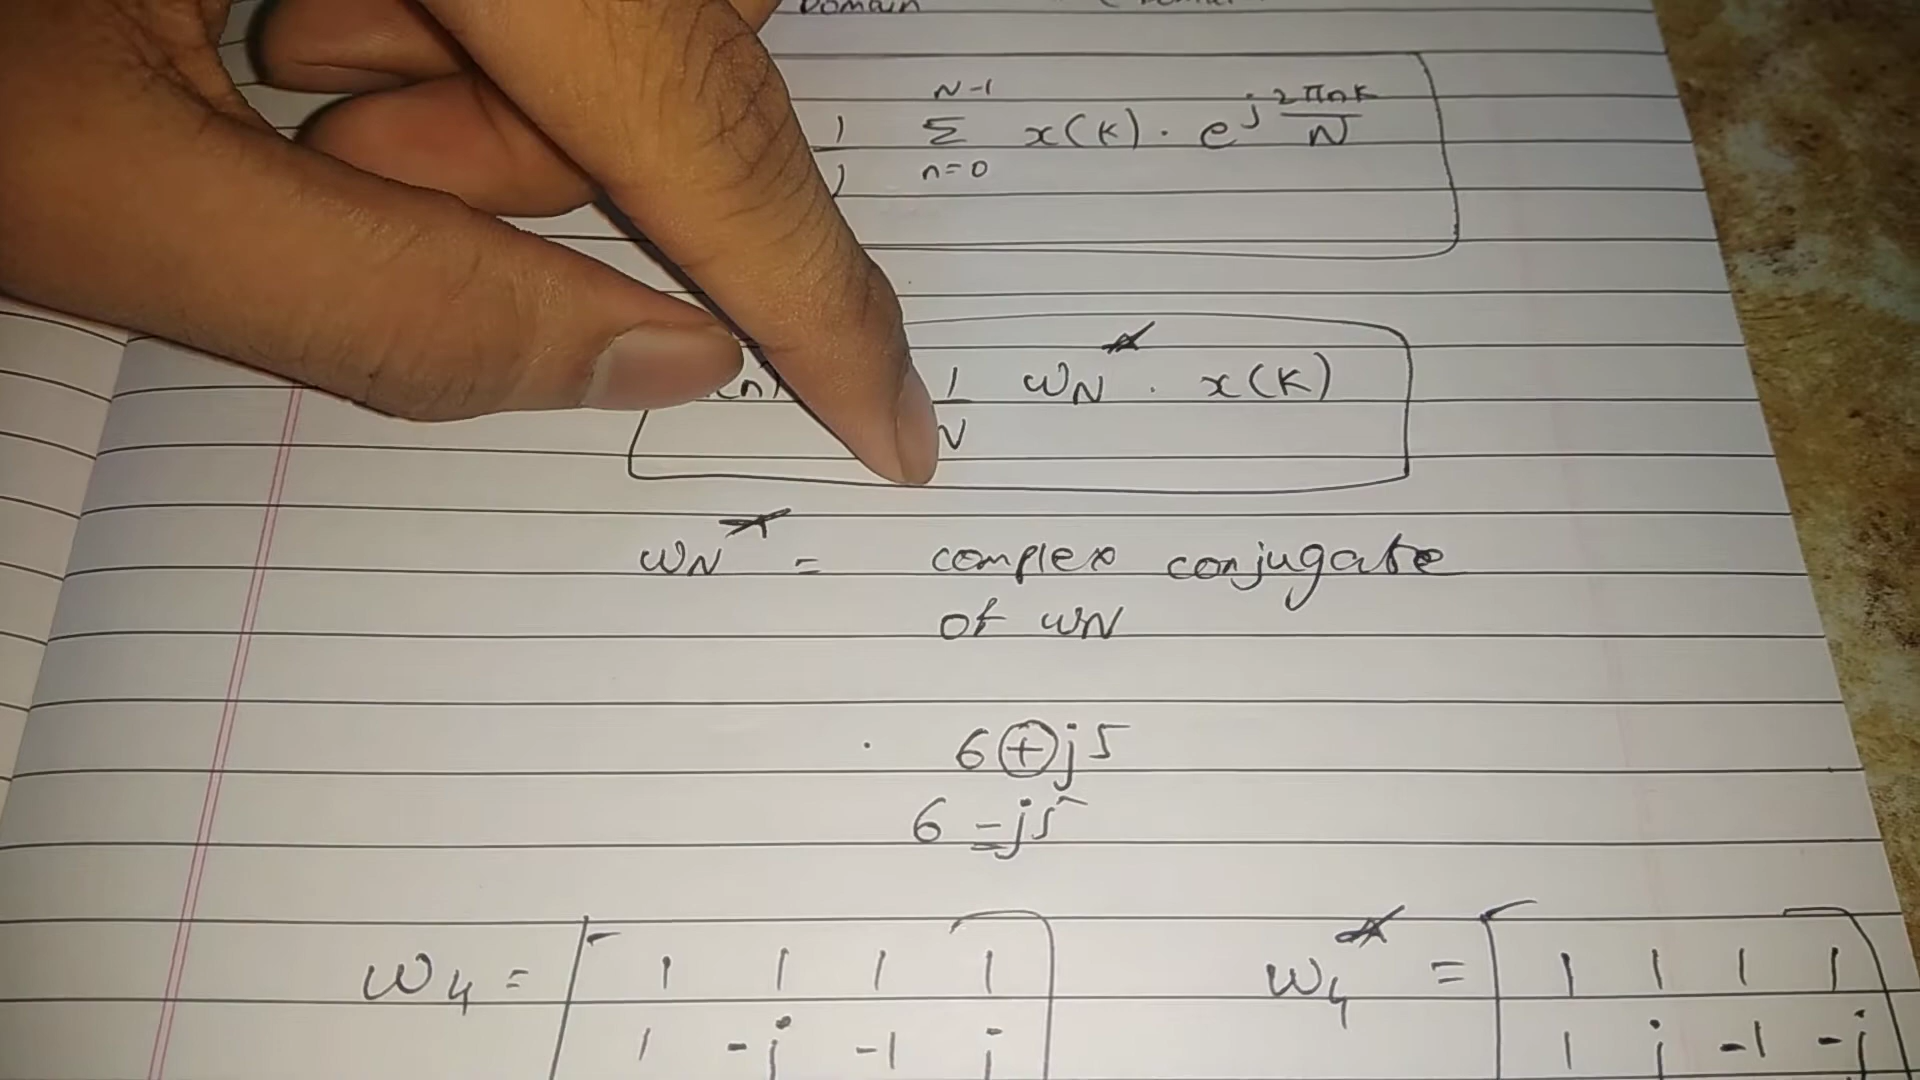 Domain
N-1
1 Σ x(k) · e^j 2πnk / N
n=0
(n) 1/N WN* · x(k)
WN* = complex conjugate
of WN
6 + j5
6 - j5
W4 = 1 1 1 1 W4* = 1 1 1 1
1 -j -1 j 1 j -1 -j